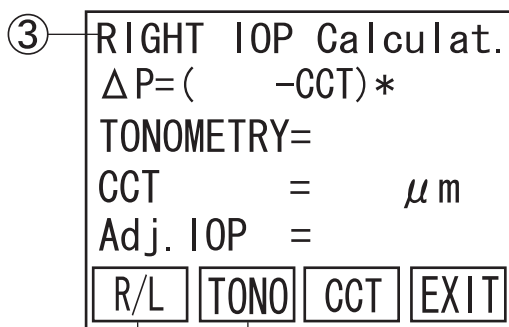 ③ RIGHT IOP Calculat.
ΔP=( -CCT)*
TONOMETRY=
CCT = μm
Adj.IOP =
R/L TONO CCT EXIT